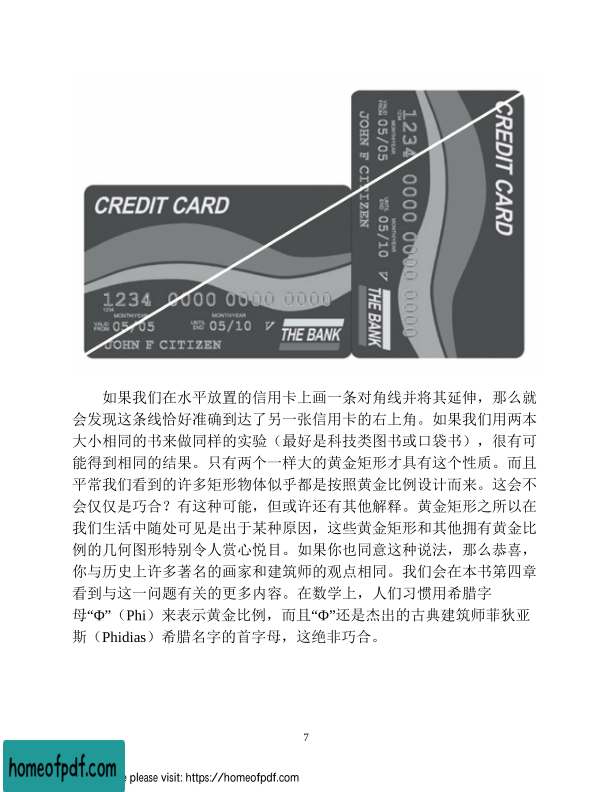 CREDIT CARD
1234 0000 0000 0000
1234
MONTH/YEAR
MONTH/YEAR
VALID FROM 05/05
UNTIL END 05/10 V
JOHN F CITIZEN
THE BANK
CREDIT CARD
1234 0000 0000 0000
1234
MONTH/YEAR
MONTH/YEAR
VALID FROM 05/05
UNTIL END 05/10 V
JOHN F CITIZEN
THE BANK
如果我们在水平放置的信用卡上画一条对角线并将其延伸，那么就
会发现这条线恰好准确到达了另一张信用卡的右上角。如果我们用两本
大小相同的书来做同样的实验（最好是科技类图书或口袋书），很有可
能得到相同的结果。只有两个一样大的黄金矩形才具有这个性质。而且
平常我们看到的许多矩形物体似乎都是按照黄金比例设计而来。这会不
会仅仅是巧合？有这种可能，但或许还有其他解释。黄金矩形之所以在
我们生活中随处可见是出于某种原因，这些黄金矩形和其他拥有黄金比
例的几何图形特别令人赏心悦目。如果你也同意这种说法，那么恭喜，
你与历史上许多著名的画家和建筑师的观点相同。我们会在本书第四章
看到与这一问题有关的更多内容。在数学上，人们习惯用希腊字
母“Φ”（Phi）来表示黄金比例，而且“Φ”还是杰出的古典建筑师菲狄亚
斯（Phidias）希腊名字的首字母，这绝非巧合。
7
homeofpdf.com
please visit: https://homeofpdf.com